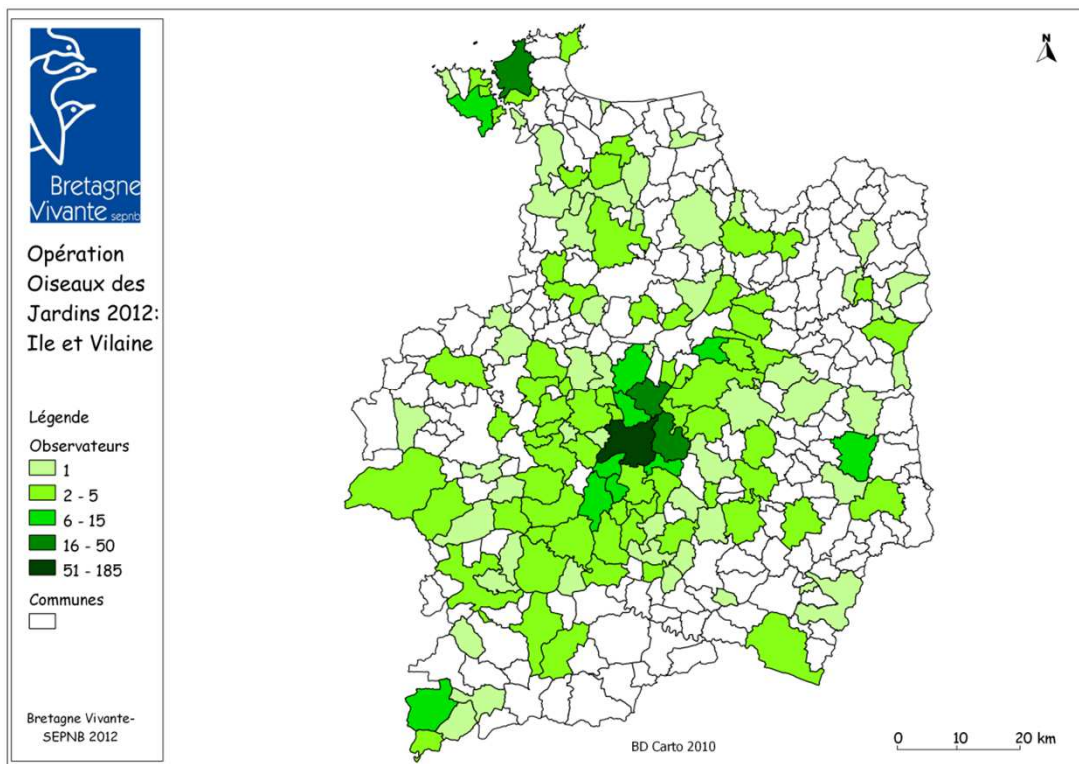 Bretagne
Vivante sepnb
Opération
Oiseaux des
Jardins 2012:
Ile et Vilaine
Légende
Observateurs
1
2 - 5
6 - 15
16 - 50
51 - 185
Communes
Bretagne Vivante-
SEPNB 2012
N
BD Carto 2010
0 10 20 km